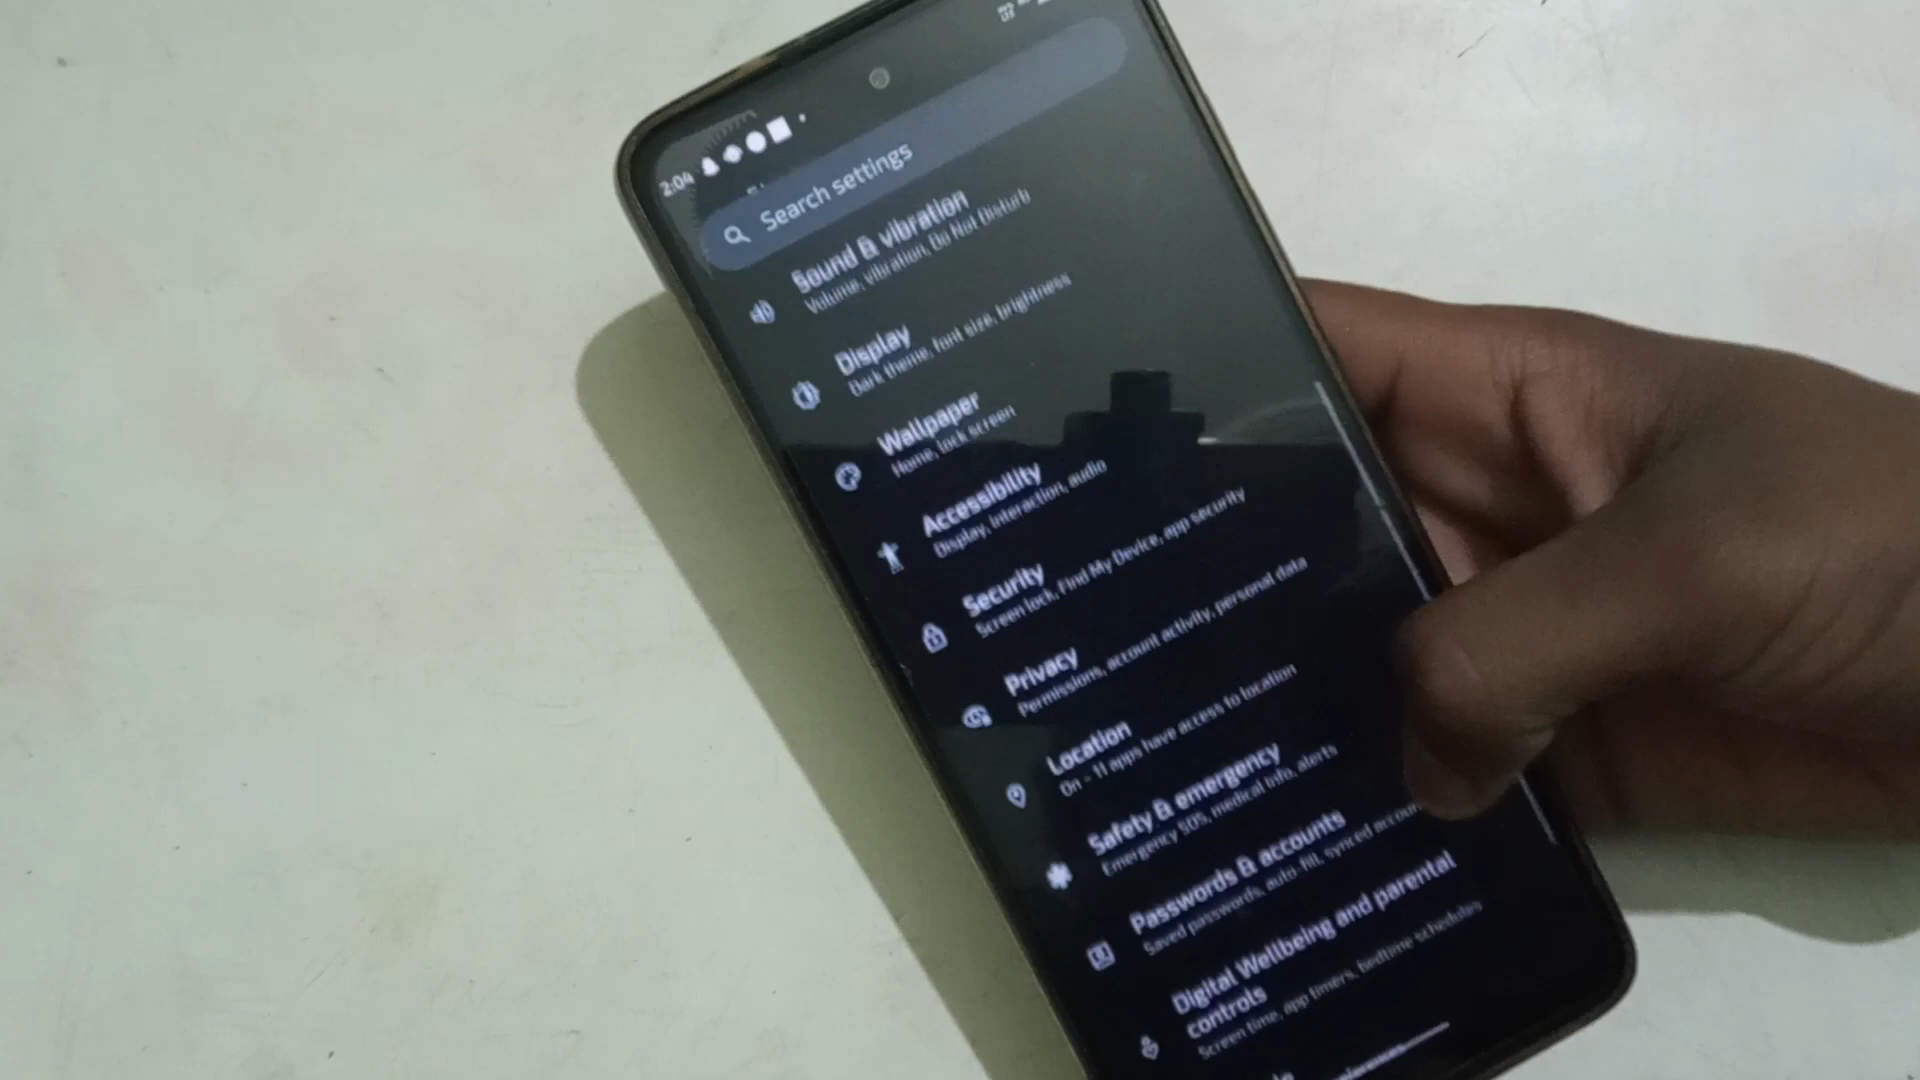 2:04
Search settings
Sound & vibration
Volume, vibration, Do Not Disturb
Display
Dark theme, font size, brightness
Wallpaper
Home, lock screen
Accessibility
Display, interaction, audio
Security
Screen lock, Find My Device, app security
Privacy
Permissions, account activity, personal data
Location
On - 11 apps have access to location
Safety & emergency
Emergency SOS, medical info, alerts
Passwords & accounts
Saved passwords, auto-fill, synced
Digital Wellbeing and parental
controls
Screen time, app timers, bedtime schedules